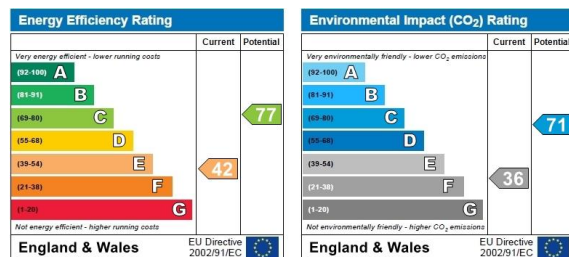 Energy Efficiency Rating
Current Potential
Very energy efficient - lower running costs
(92-100) A
(81-91) B
(69-80) C
77
(55-68) D
(39-54) E
42
(21-38) F
(1-20) G
Not energy efficient - higher running costs
England & Wales
EU Directive
2002/91/EC
Environmental Impact (CO₂) Rating
Current Potential
Very environmentally friendly - lower CO₂ emissions
(92-100) A
(81-91) B
(69-80) C
71
(55-68) D
(39-54) E
(21-38) F
36
(1-20) G
Not environmentally friendly - higher CO₂ emissions
England & Wales
EU Directive
2002/91/EC